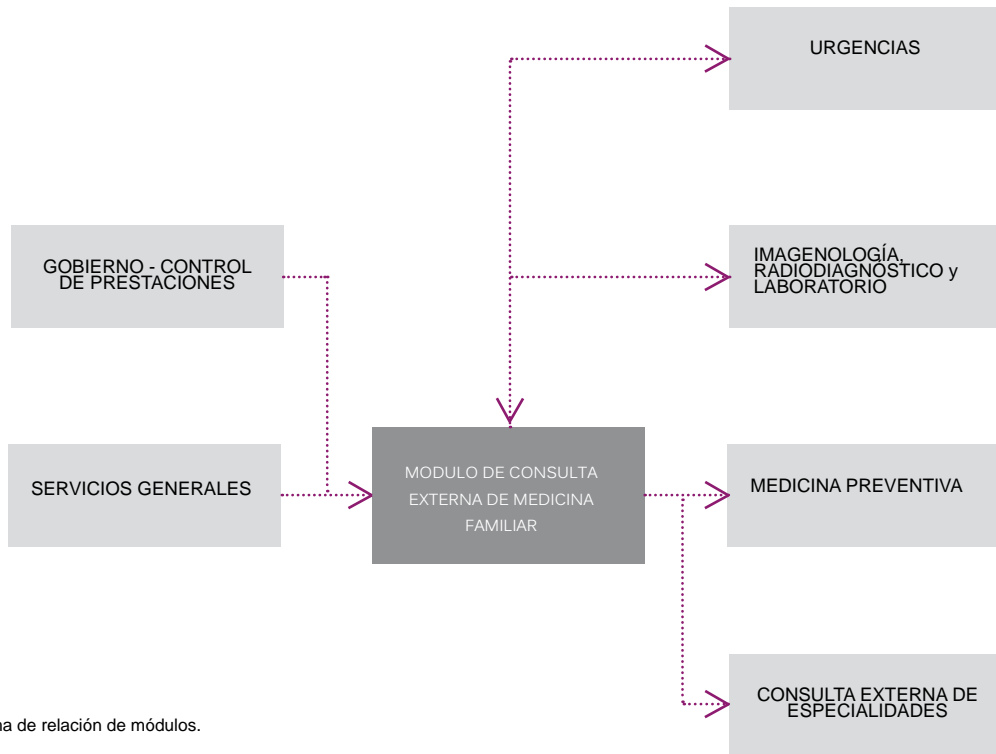 URGENCIAS
GOBIERNO - CONTROL
DE PRESTACIONES
IMAGENOLOGÍA,
RADIODIAGNÓSTICO y
LABORATORIO
SERVICIOS GENERALES
MODULO DE CONSULTA
EXTERNA DE MEDICINA
FAMILIAR
MEDICINA PREVENTIVA
CONSULTA EXTERNA DE
ESPECIALIDADES
de relación de módulos.